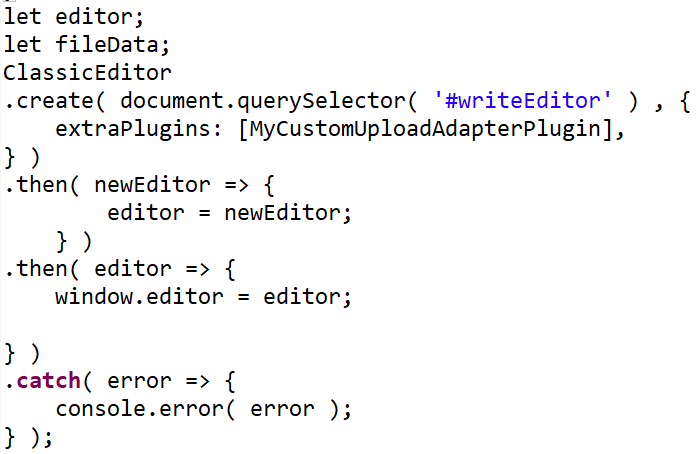 let editor;
let fileData;
ClassicEditor
.create( document.querySelector( '#writeEditor' ) , {
    extraPlugins: [MyCustomUploadAdapterPlugin],
} )
.then( newEditor => {
        editor = newEditor;
    } )
.then( editor => {
    window.editor = editor;

} )
.catch( error => {
    console.error( error );
} );